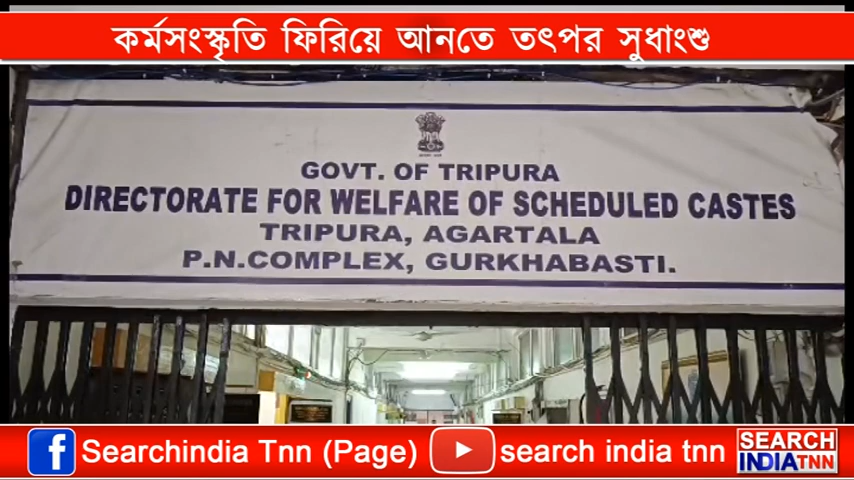 কর্মসংস্কৃতি ফিরিয়ে আনতে তৎপর সুধাংশু
GOVT. OF TRIPURA
DIRECTORATE FOR WELFARE OF SCHEDULED CASTES
TRIPURA, AGARTALA
P.N.COMPLEX, GURKHABASTI.
Searchindia Tnn (Page) search india tnn
SEARCH
INDIATNN